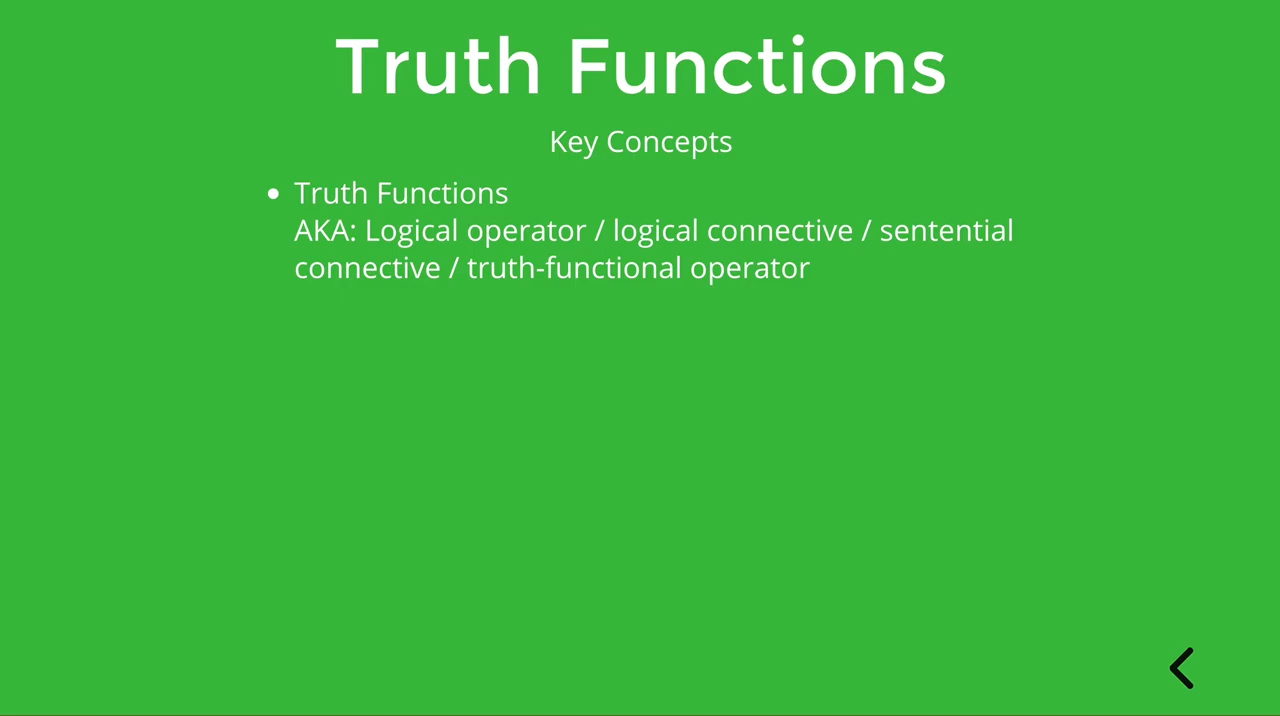 Truth Functions
Key Concepts
Truth Functions
AKA: Logical operator / logical connective / sentential
connective / truth-functional operator